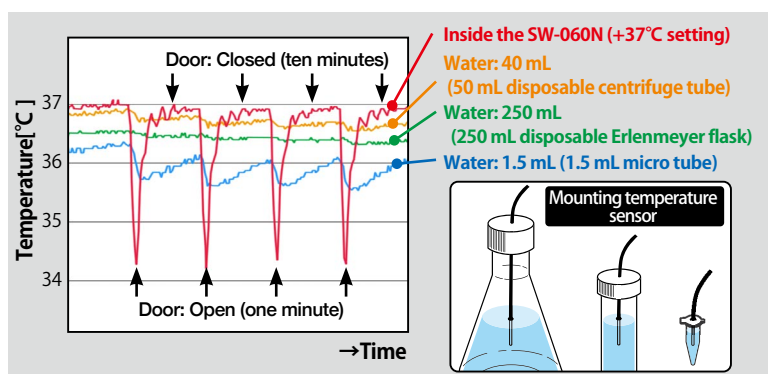 Inside the SW-060N (+37℃ setting)
Door: Closed (ten minutes)
Water: 40 mL
(50 mL disposable centrifuge tube)
Water: 250 mL
(250 mL disposable Erlenmeyer flask)
Water: 1.5 mL (1.5 mL micro tube)
Temperature[℃ ]
37
36
35
34
Door: Open (one minute)
→Time
Mounting temperature
sensor